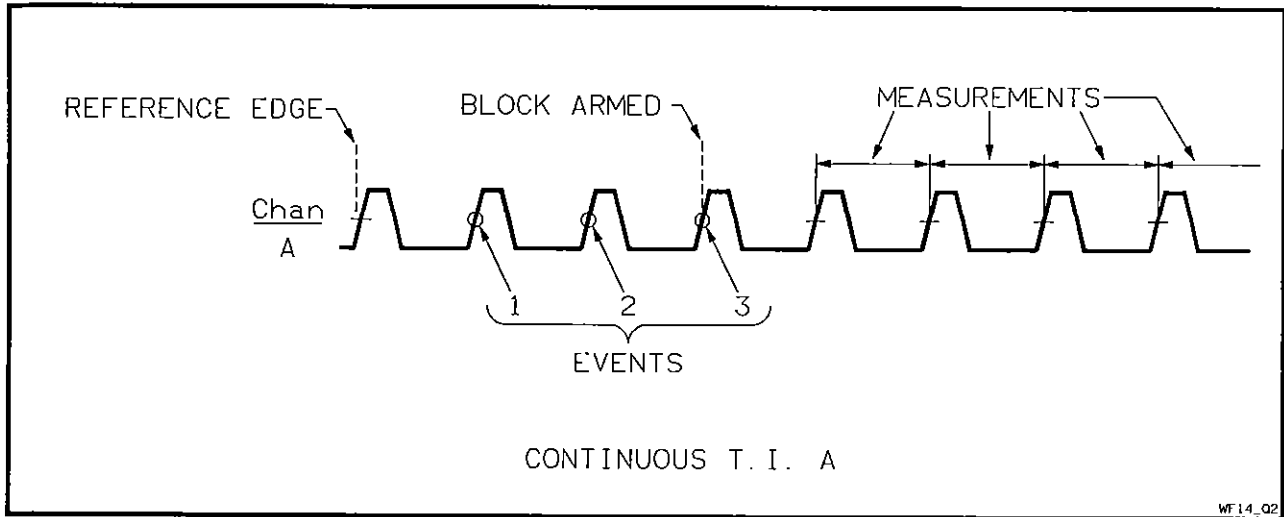 REFERENCE EDGE
BLOCK ARMED
MEASUREMENTS
Chan
A
1 2 3
EVENTS
CONTINUOUS T.I. A
WF14_Q2